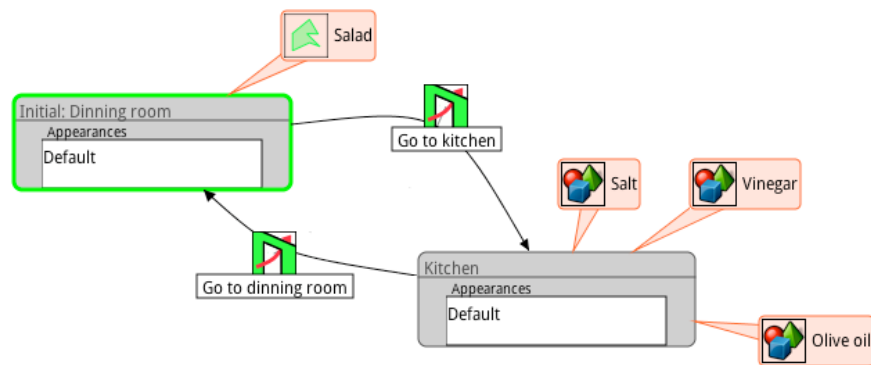 Salad
Initial: Dinning room
Appearances
Default
Go to kitchen
Salt
Vinegar
Go to dinning room
Kitchen
Appearances
Default
Olive oil